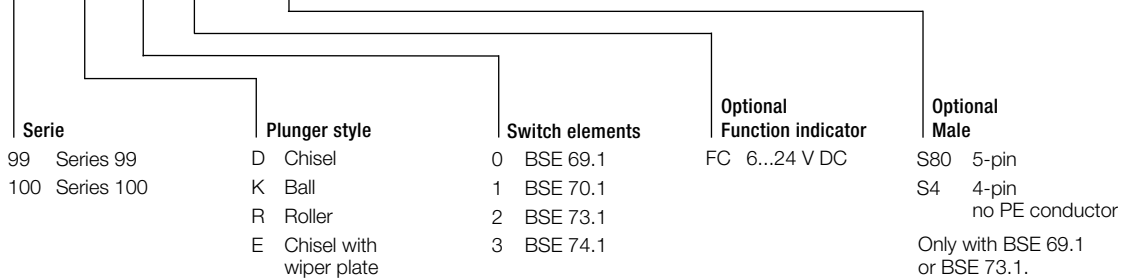 Serie
99 Series 99
100 Series 100
Plunger style
D Chisel
K Ball
R Roller
E Chisel with
wiper plate
Switch elements
0 BSE 69.1
1 BSE 70.1
2 BSE 73.1
3 BSE 74.1
Optional
Function indicator
FC 6...24 V DC
Optional
Male
S80 5-pin
S4 4-pin
no PE conductor
Only with BSE 69.1
or BSE 73.1.